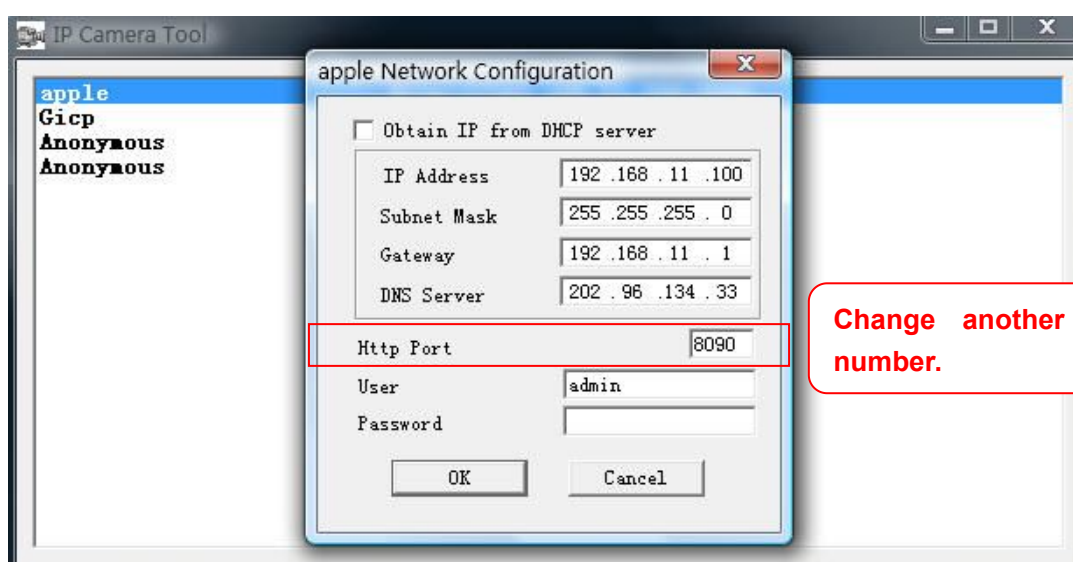 IP Camera Tool
apple
Gicp
Anonymous
Anonymous
apple Network Configuration
Obtain IP from DHCP server
IP Address 192 .168 . 11 .100
Subnet Mask 255 .255 .255 . 0
Gateway 192 .168 . 11 . 1
DNS Server 202 . 96 .134 . 33
Http Port 8090
User admin
Password
OK Cancel
Change another
number.